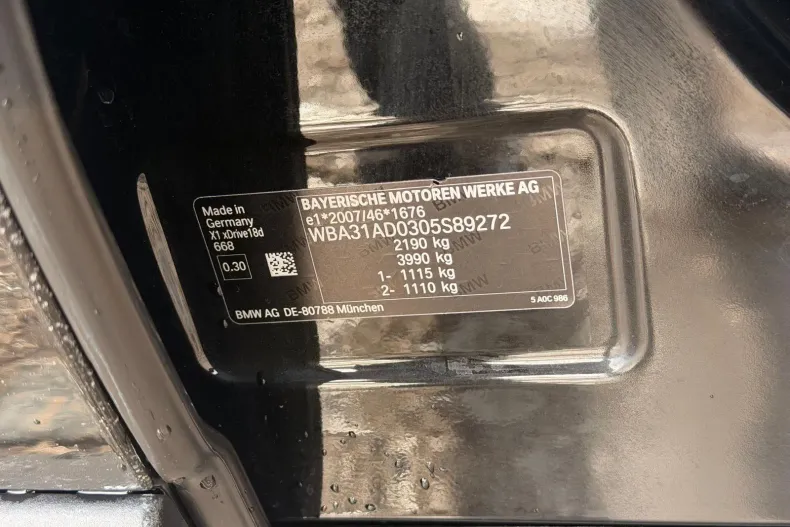 Made in
Germany
X1 xDrive18d
668
0.30
BAYERISCHE MOTOREN WERKE AG
e1*2007/46*1676
WBA31AD0305S89272
2190 kg
3990 kg
1- 1115 kg
2- 1110 kg
BMW AG DE-80788 München
5 A0C 986